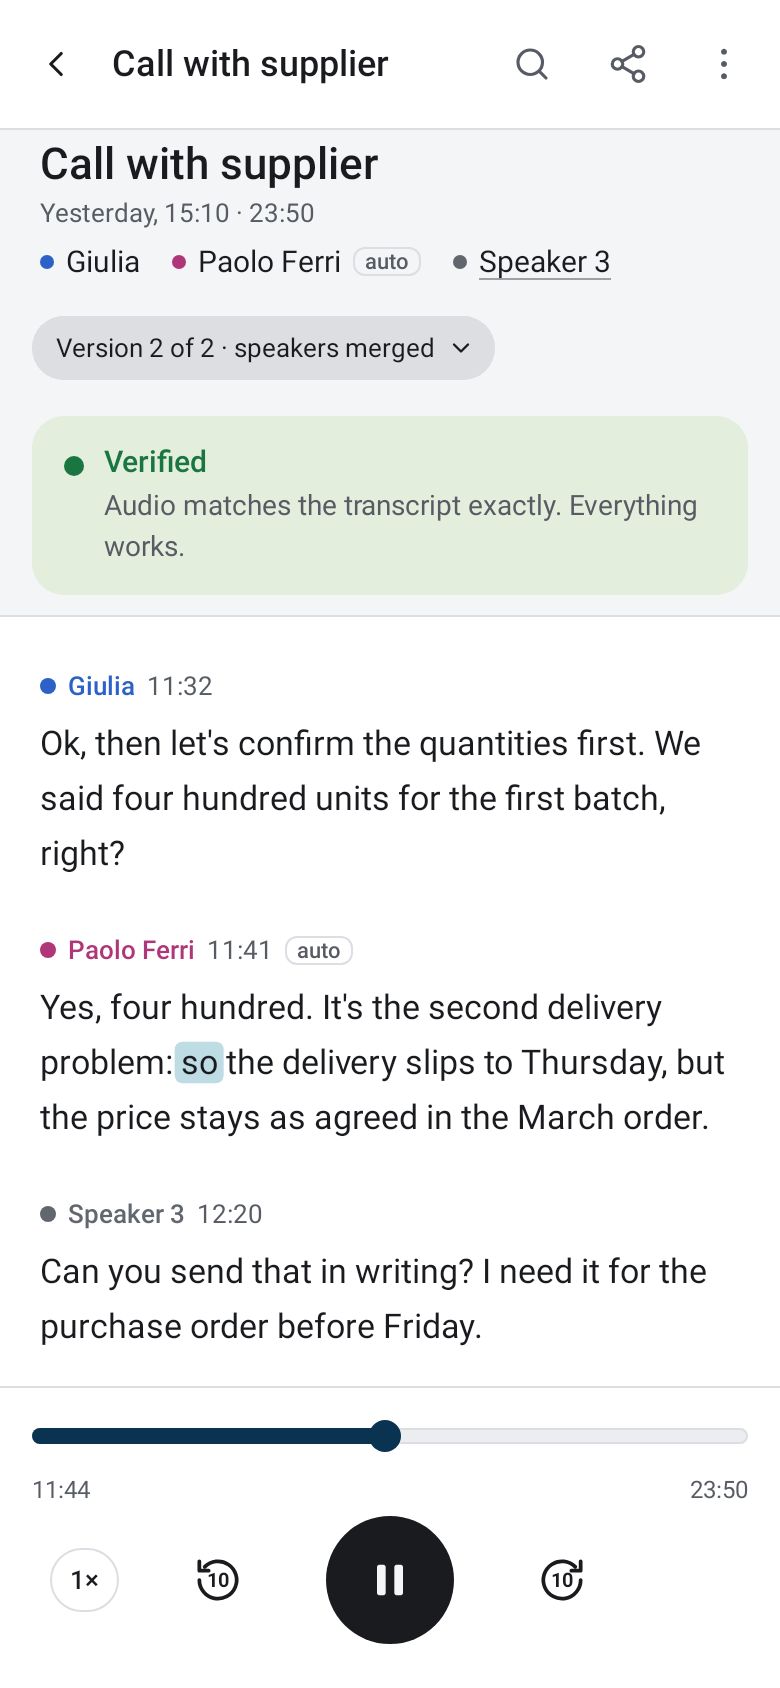 Call with supplier
Call with supplier
Yesterday, 15:10 · 23:50
Giulia Paolo Ferri auto Speaker 3
Version 2 of 2 · speakers merged
Verified
Audio matches the transcript exactly. Everything
works.
Giulia 11:32
Ok, then let's confirm the quantities first. We
said four hundred units for the first batch,
right?
Paolo Ferri 11:41 auto
Yes, four hundred. It's the second delivery
problem: so the delivery slips to Thursday, but
the price stays as agreed in the March order.
Speaker 3 12:20
Can you send that in writing? I need it for the
purchase order before Friday.
11:44 23:50
1× 10 10